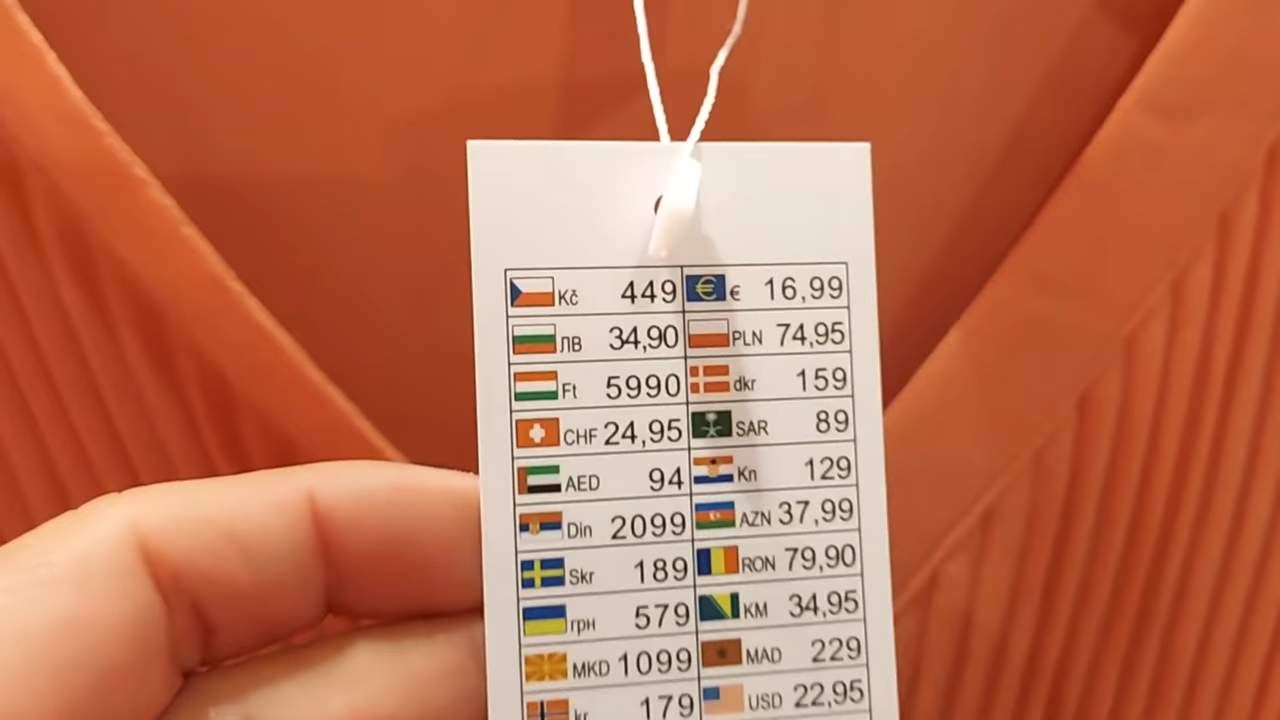 Kč 449 € 16,99
ЛВ 34,90 PLN 74,95
Ft 5990 dkr 159
CHF 24,95 SAR 89
AED 94 Kn 129
Din 2099 AZN 37,99
Skr 189 RON 79,90
грн 579 KM 34,95
MKD 1099 MAD 229
kr 179 USD 22,95